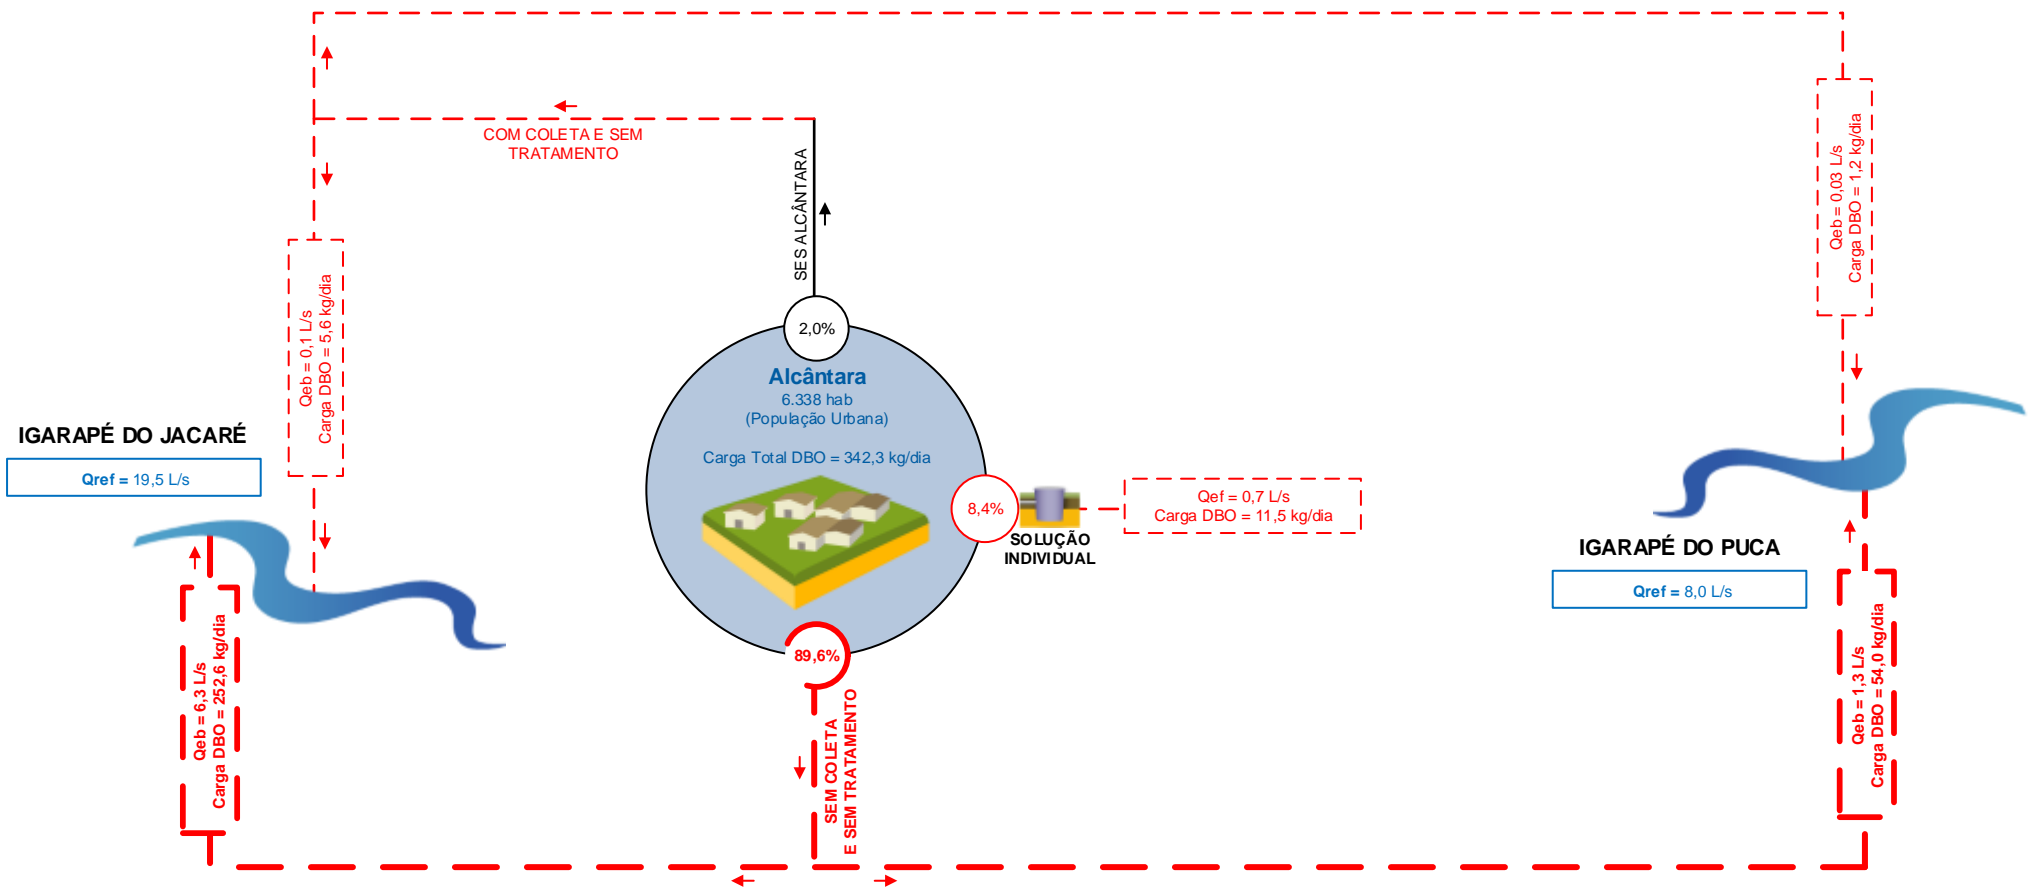 COM COLETA E SEM
TRATAMENTO
SES ALCÂNTARA
Qeb = 0,03 L/s
Carga DBO = 1,2 kg/dia
Qeb = 0,1 L/s
Carga DBO = 5,6 kg/dia
2,0%
Alcântara
6.338 hab
(População Urbana)
Carga Total DBO = 342,3 kg/dia
IGARAPÉ DO JACARÉ
Qref = 19,5 L/s
8,4%
SOLUÇÃO
INDIVIDUAL
Qef = 0,7 L/s
Carga DBO = 11,5 kg/dia
IGARAPÉ DO PUCA
Qref = 8,0 L/s
89,6%
Qeb = 6,3 L/s
Carga DBO = 252,6 kg/dia
SEM COLETA
E SEM TRATAMENTO
Qeb = 1,3 L/s
Carga DBO = 54,0 kg/dia